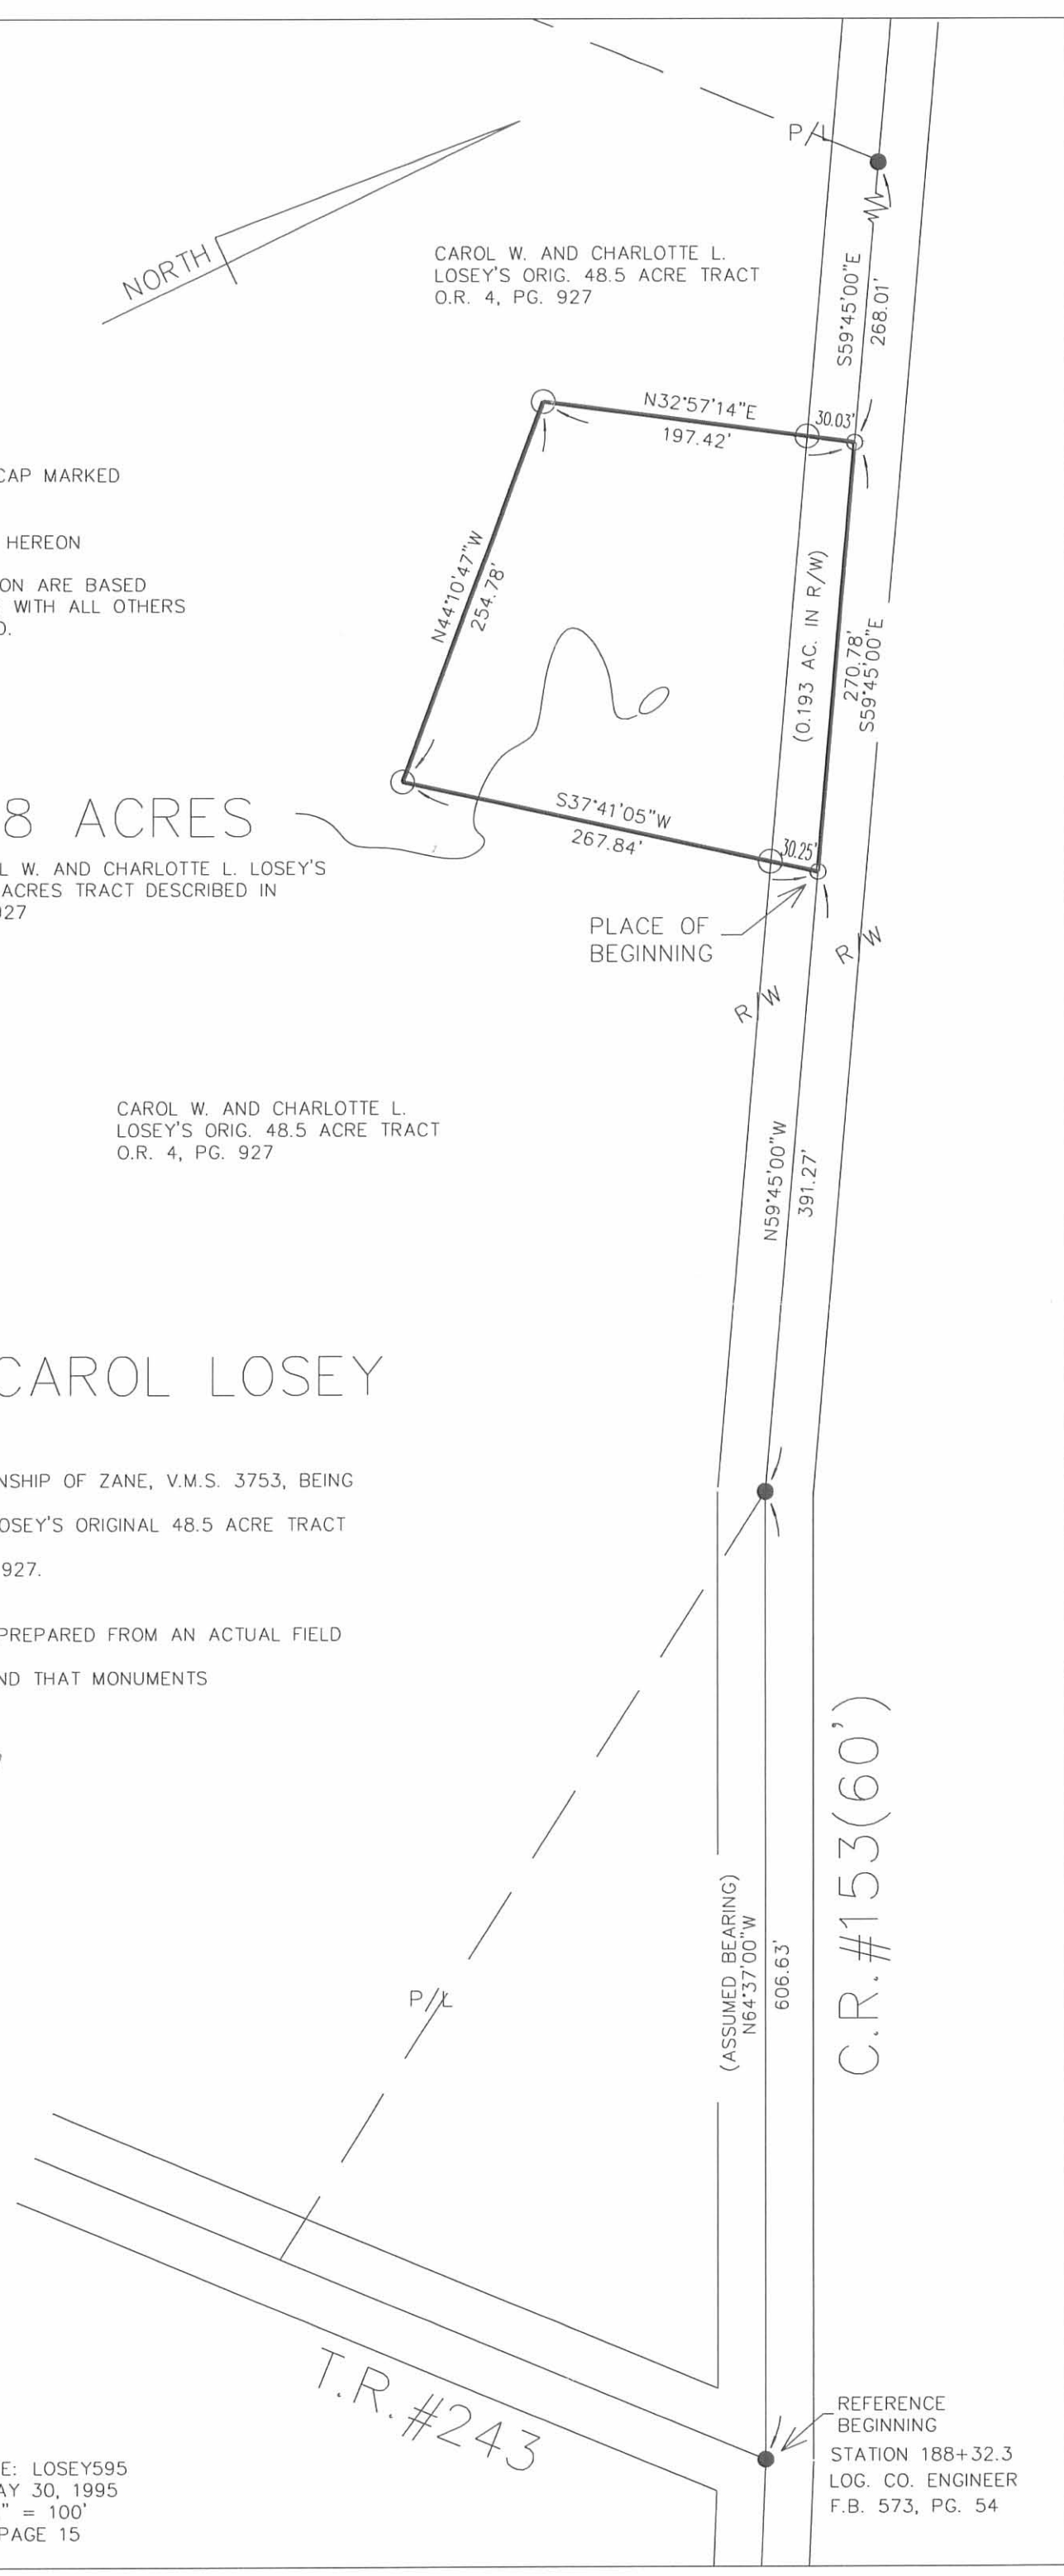 P/L
NORTH
CAROL W. AND CHARLOTTE L.
LOSEY'S ORIG. 48.5 ACRE TRACT
O.R. 4, PG. 927
S59°45'00"E
268.01'
N32°57'14"E
197.42'
30.03'
CAP MARKED
HEREON
ON ARE BASED
WITH ALL OTHERS
N44°10'47"W
254.78'
(0.193 AC. IN R/W)
270.78'
S59°45'00"E
8 ACRES
L W. AND CHARLOTTE L. LOSEY'S
ACRES TRACT DESCRIBED IN
927
S37°41'05"W
267.84'
30.25'
PLACE OF
BEGINNING
R/W
R/W
CAROL W. AND CHARLOTTE L.
LOSEY'S ORIG. 48.5 ACRE TRACT
O.R. 4, PG. 927
N59°45'00"W
391.27'
CAROL LOSEY
NSHIP OF ZANE, V.M.S. 3753, BEING
OSEY'S ORIGINAL 48.5 ACRE TRACT
927.
PREPARED FROM AN ACTUAL FIELD
ND THAT MONUMENTS
C.R.#153(60')
(ASSUMED BEARING)
N64°37'00"W
606.63'
P/L
T.R.#243
REFERENCE
BEGINNING
STATION 188+32.3
LOG. CO. ENGINEER
F.B. 573, PG. 54
E: LOSEY595
AY 30, 1995
" = 100'
PAGE 15